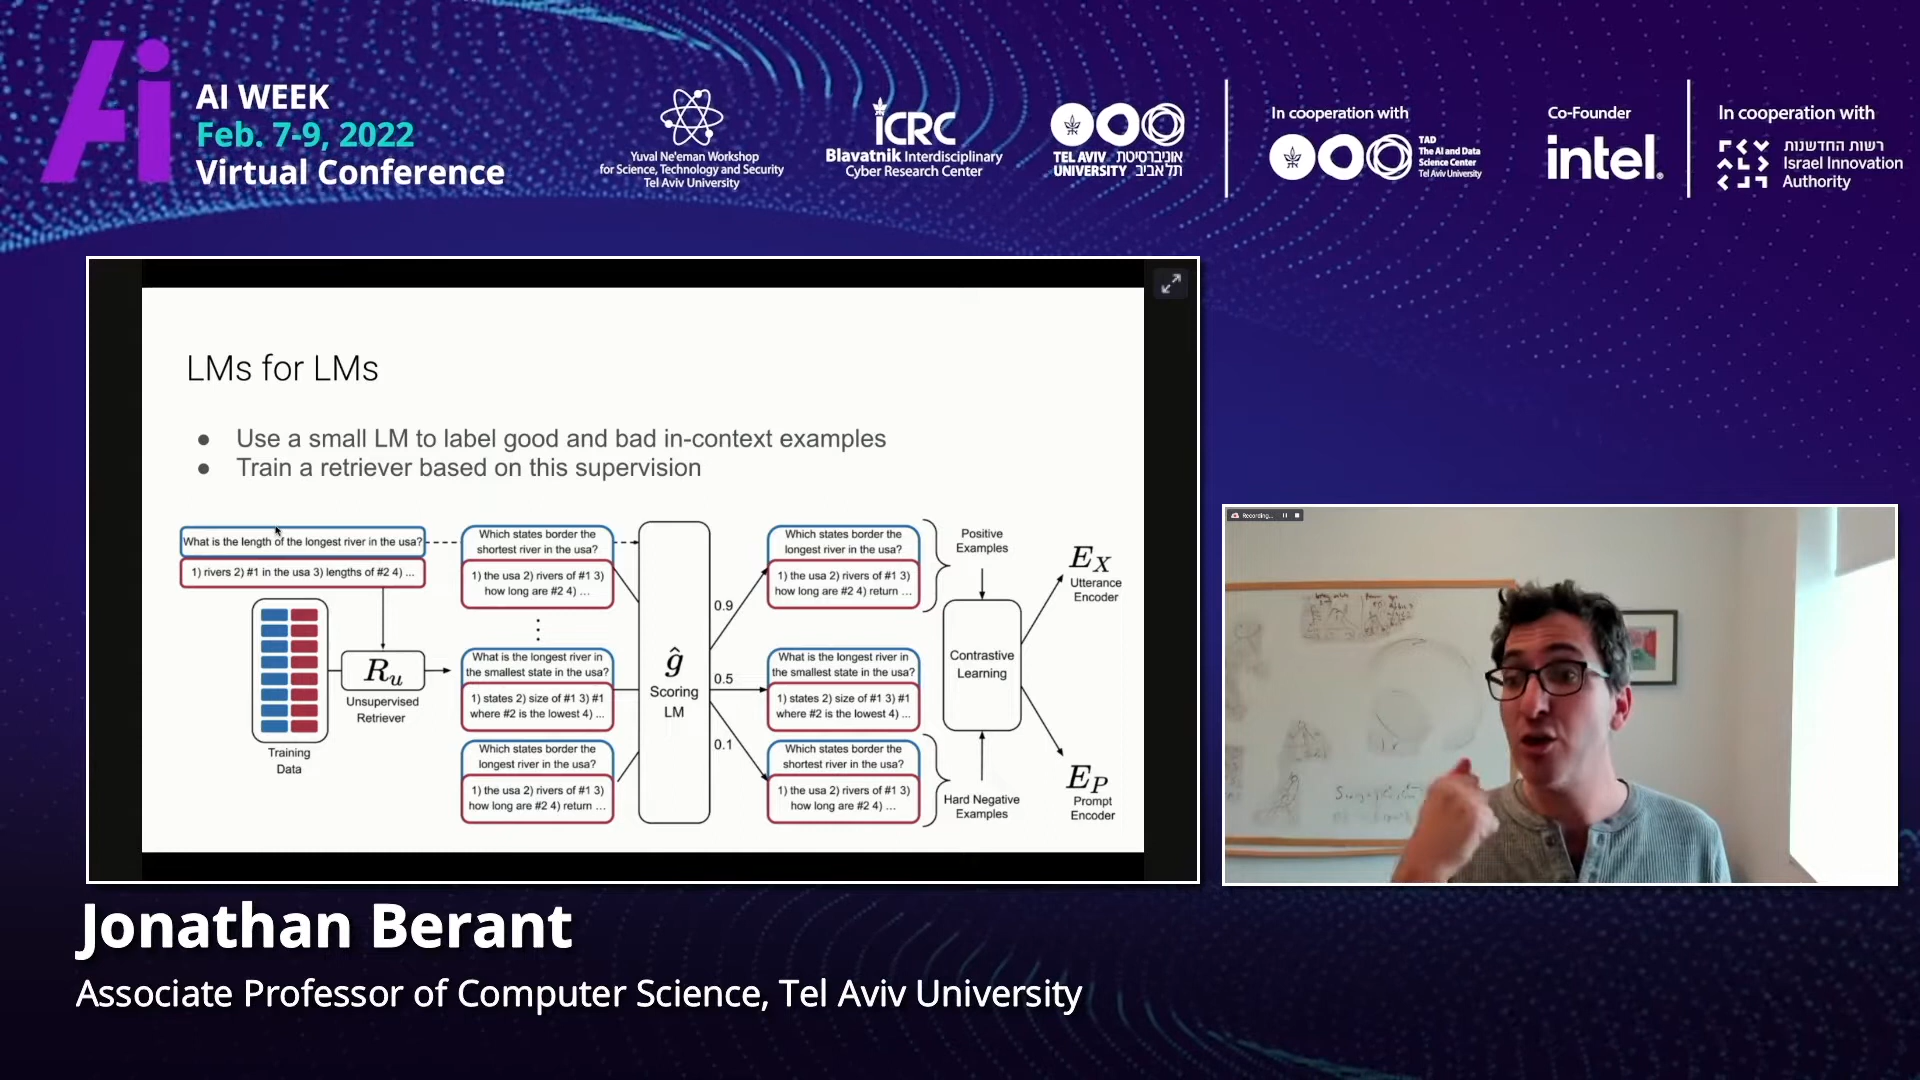 AI WEEK
Feb. 7-9, 2022
Virtual Conference
Yuval Ne'eman Workshop
for Science, Technology and Security
Tel Aviv University
ICRC
Blavatnik Interdisciplinary
Cyber Research Center
TEL AVIV אוניברסיטת
UNIVERSITY תל אביב
In cooperation with
TAD
The AI and Data
Science Center
Tel Aviv University
Co-Founder
intel.
In cooperation with
רשות החדשנות
Israel Innovation
Authority
LMs for LMs
● Use a small LM to label good and bad in-context examples
● Train a retriever based on this supervision
What is the length of the longest river in the usa?
1) rivers 2) #1 in the usa 3) lengths of #2 4) ...
Training
Data
Ru
Unsupervised
Retriever
Which states border the
shortest river in the usa?
1) the usa 2) rivers of #1 3)
how long are #2 4) ...
What is the longest river in
the smallest state in the usa?
1) states 2) size of #1 3) #1
where #2 is the lowest 4) ...
Which states border the
longest river in the usa?
1) the usa 2) rivers of #1 3)
how long are #2 4) return ...
ĝ
Scoring
LM
0.9
0.5
0.1
Which states border the
longest river in the usa?
1) the usa 2) rivers of #1 3)
how long are #2 4) return ...
What is the longest river in
the smallest state in the usa?
1) states 2) size of #1 3) #1
where #2 is the lowest 4) ...
Which states border the
shortest river in the usa?
1) the usa 2) rivers of #1 3)
how long are #2 4) ...
Positive
Examples
Contrastive
Learning
Hard Negative
Examples
EX
Utterance
Encoder
EP
Prompt
Encoder
Recording...
Jonathan Berant
Associate Professor of Computer Science, Tel Aviv University